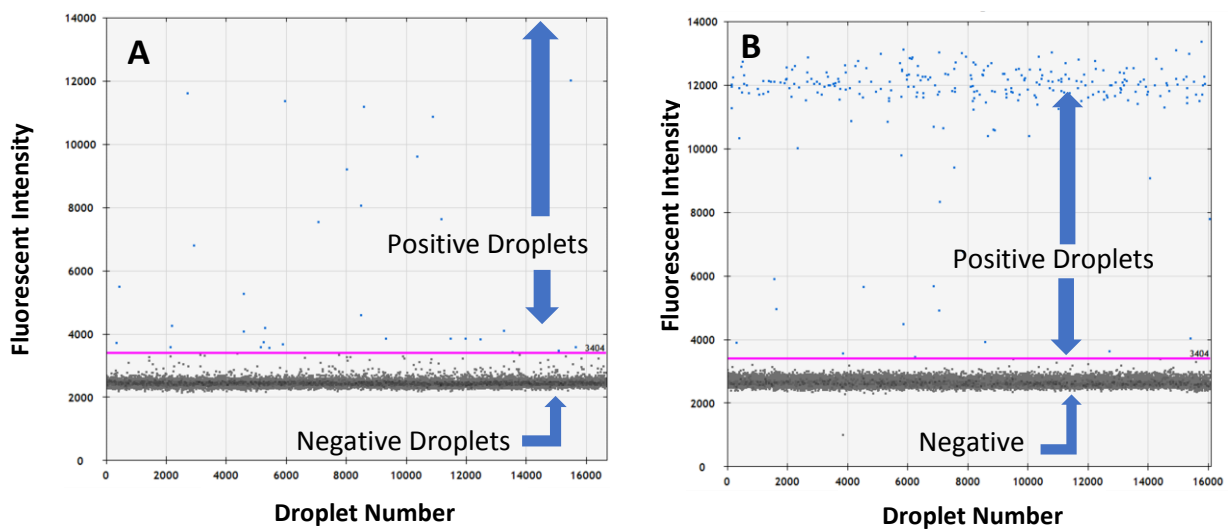 A
Fluorescent Intensity
14000
12000
10000
8000
6000
4000
2000
0
Positive Droplets
3404
Negative Droplets
0 2000 4000 6000 8000 10000 12000 14000 16000
Droplet Number
B
Fluorescent Intensity
14000
12000
10000
8000
6000
4000
2000
0
Positive Droplets
3404
Negative
0 2000 4000 6000 8000 10000 12000 14000 16000
Droplet Number